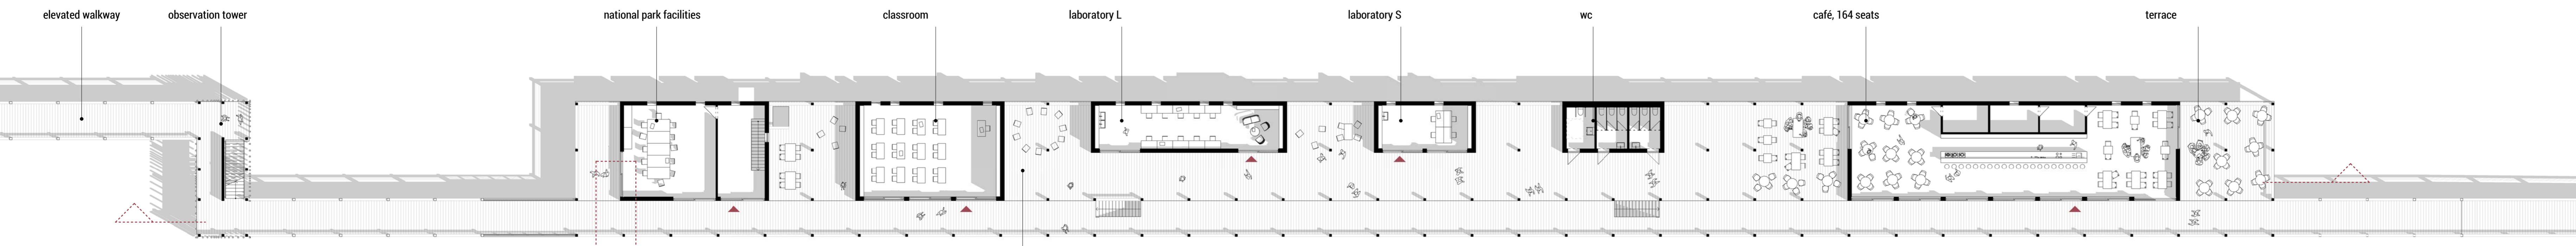 elevated walkway
observation tower
national park facilities
classroom
laboratory L
laboratory S
wc
café, 164 seats
terrace